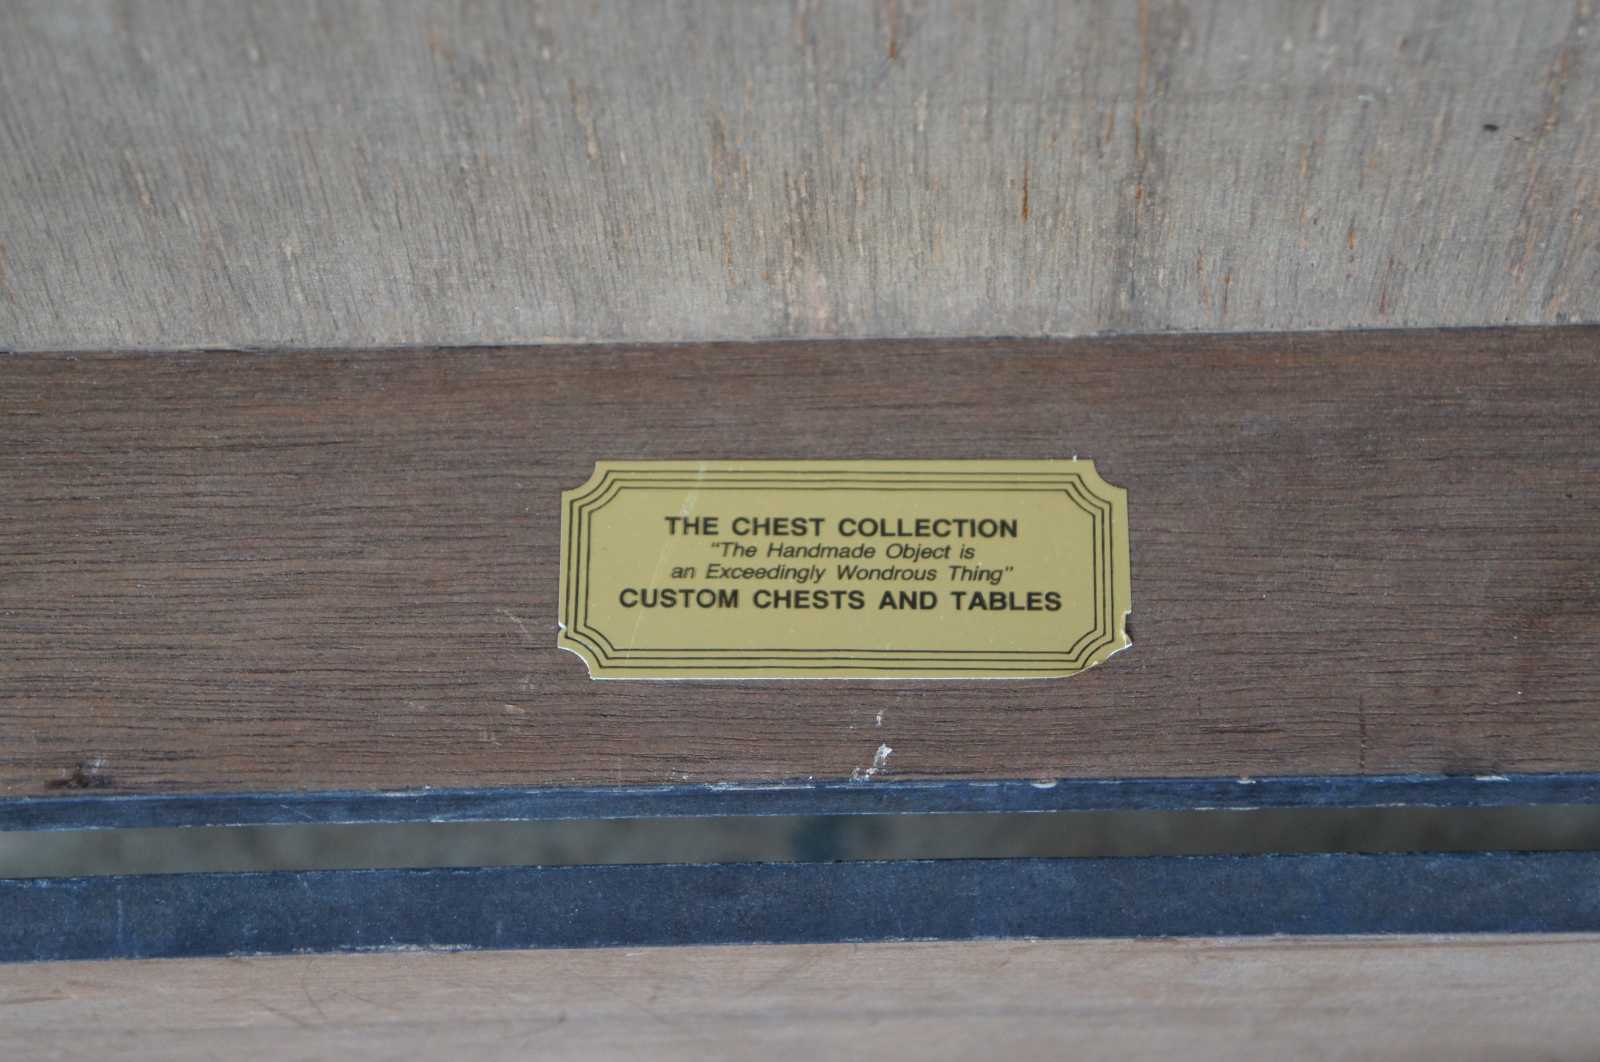 THE CHEST COLLECTION
"The Handmade Object is
an Exceedingly Wondrous Thing"
CUSTOM CHESTS AND TABLES